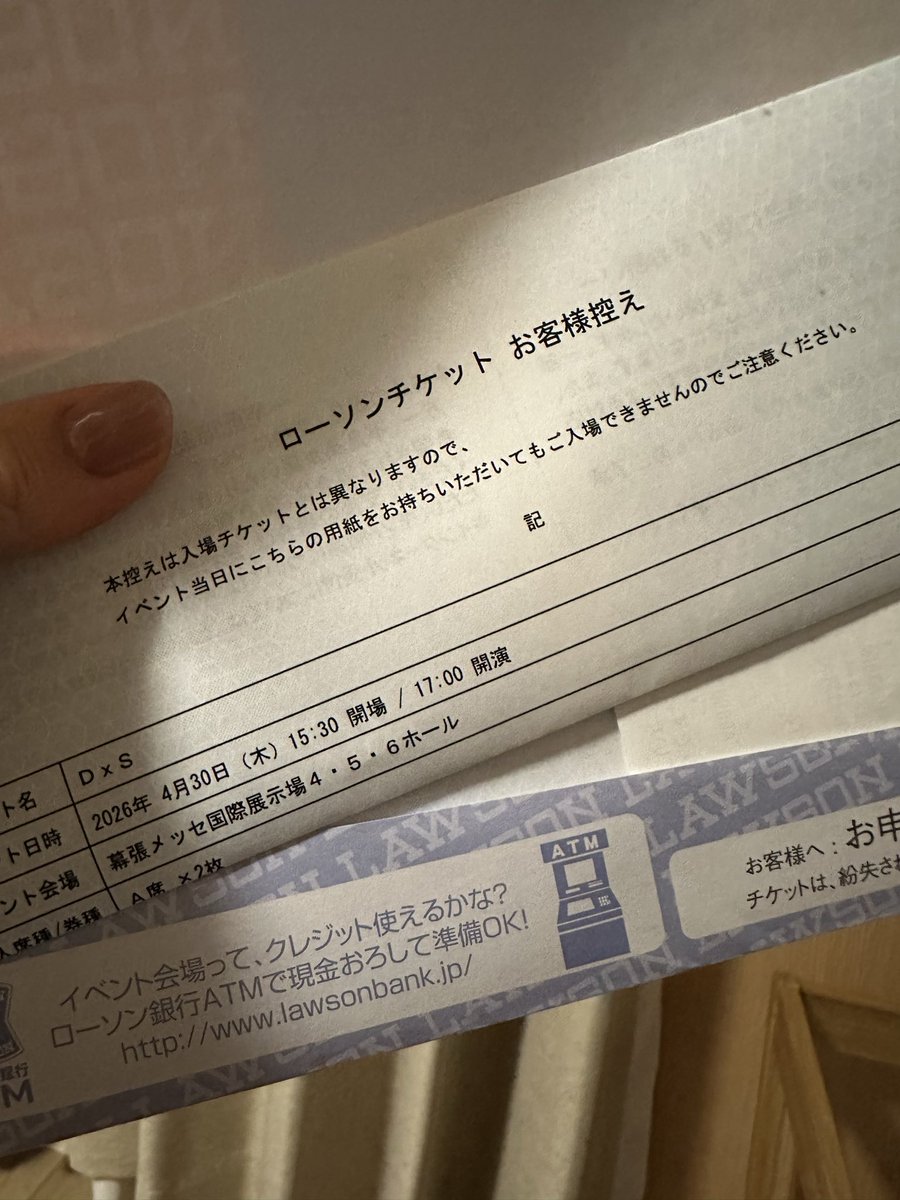 ローソンチケット お客様控え
本控えは入場チケットとは異なりますので、
イベント当日にこちらの用紙をお持ちいただいてもご入場できませんのでご注意ください。
記
ト名 D×S
ト日時 2026年 4月30日（木）15:30 開場 / 17:00 開演
ント会場 幕張メッセ国際展示場4・5・6ホール
席種/券種 A席 ×2枚
LAWSON
イベント会場って、クレジット使えるかな?
ローソン銀行ATMで現金おろして準備OK!
http://www.lawsonbank.jp/
ATM
お客様へ：お申
チケットは、紛失さ
銀行
M